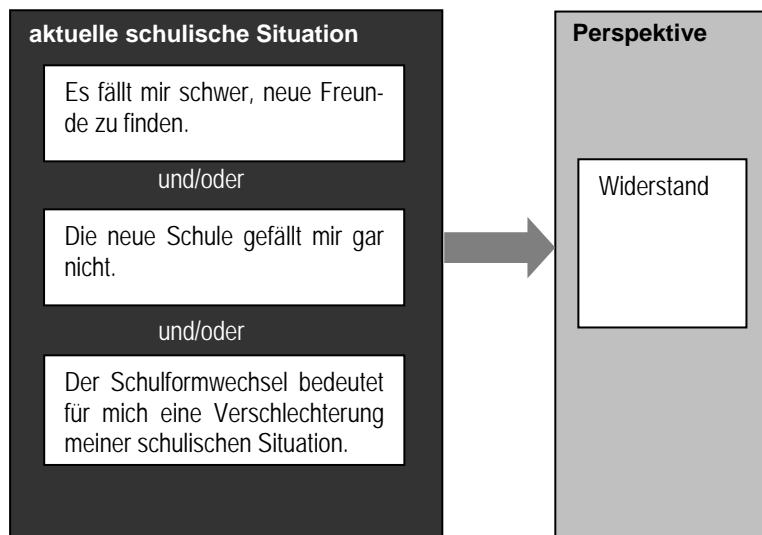 aktuelle schulische Situation
Es fällt mir schwer, neue Freun-
de zu finden.
und/oder
Die neue Schule gefällt mir gar
nicht.
und/oder
Der Schulformwechsel bedeutet
für mich eine Verschlechterung
meiner schulischen Situation.
Perspektive
Widerstand